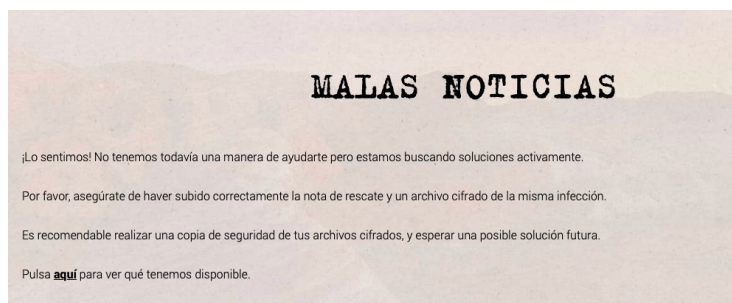 MALAS NOTICIAS
¡Lo sentimos! No tenemos todavía una manera de ayudarte pero estamos buscando soluciones activamente.
Por favor, asegúrate de haver subido correctamente la nota de rescate y un archivo cifrado de la misma infección.
Es recomendable realizar una copia de seguridad de tus archivos cifrados, y esperar una posible solución futura.
Pulsa aquí para ver qué tenemos disponible.